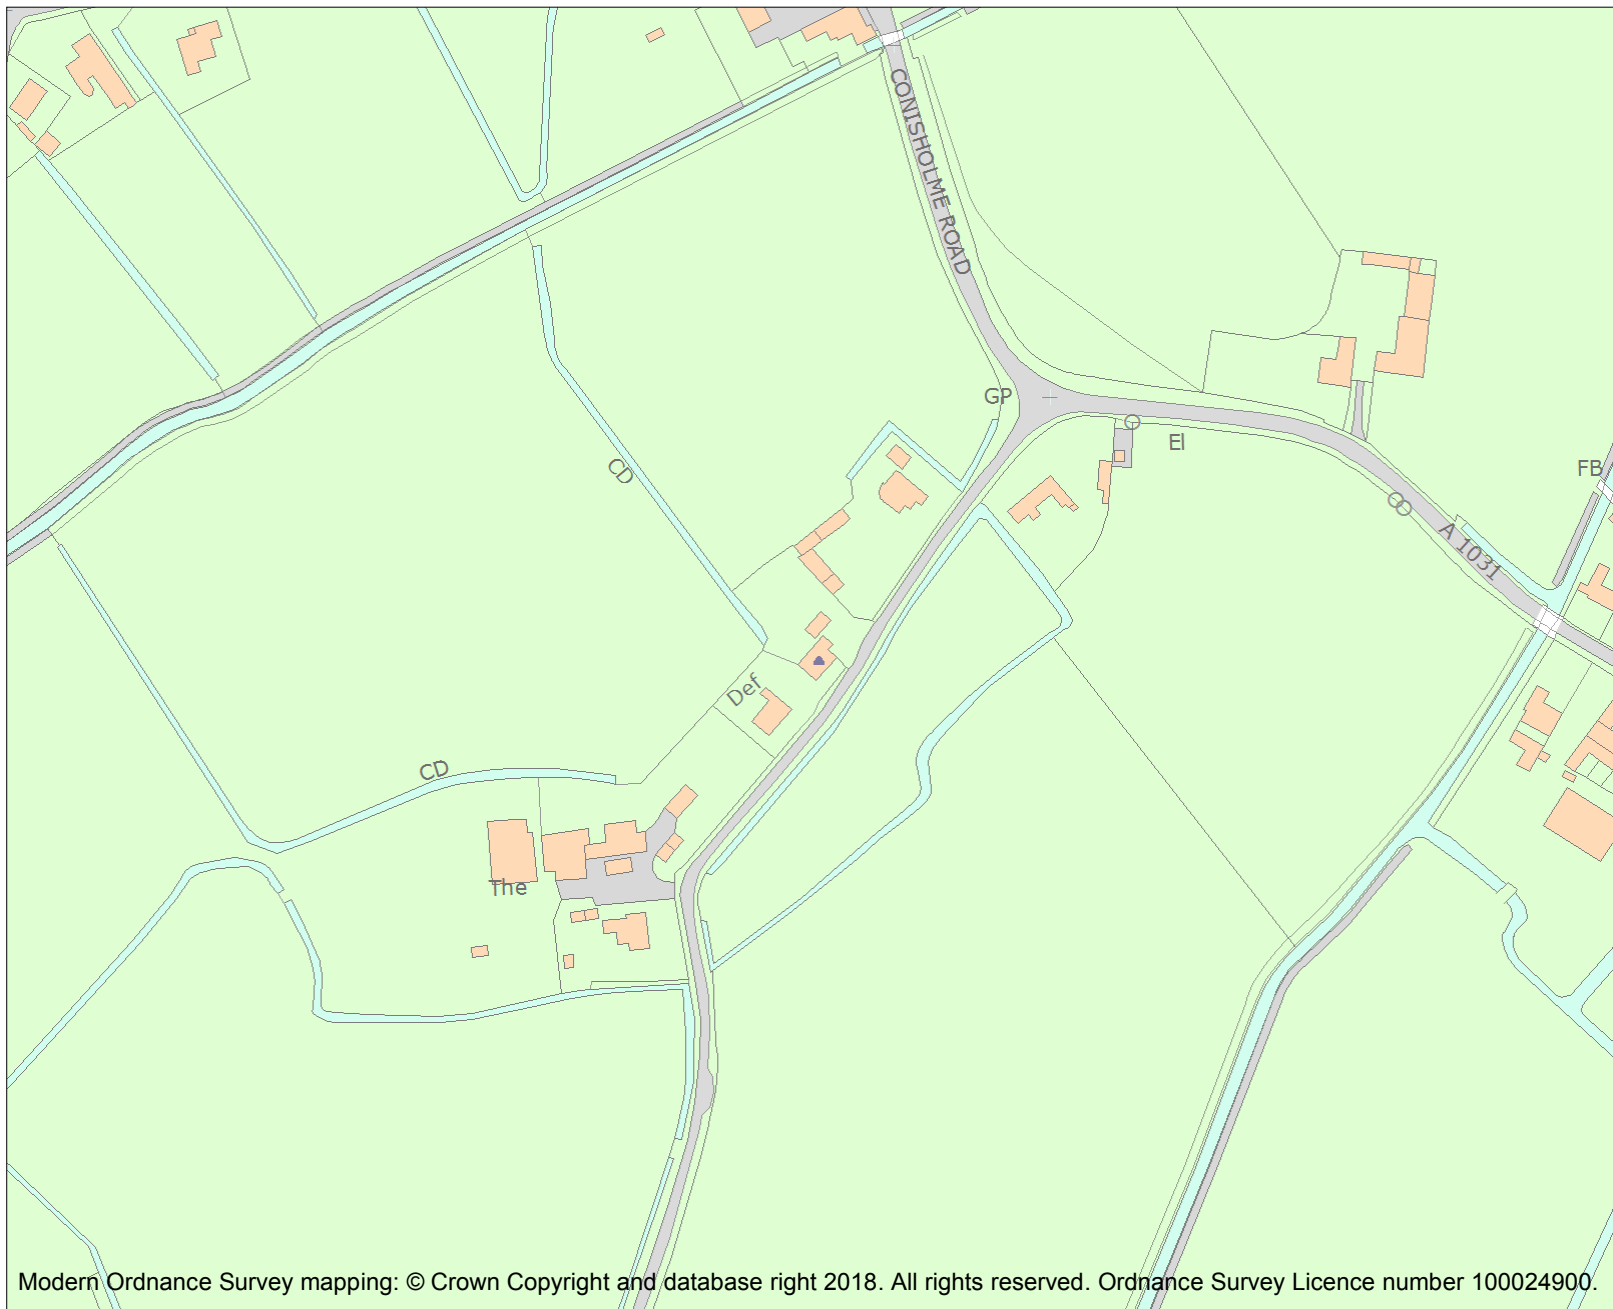 CONISHOLME ROAD
GP
El
CD
FB
A 1031
Def
CD
The
Modern Ordnance Survey mapping: © Crown Copyright and database right 2018. All rights reserved. Ordnance Survey Licence number 100024900.